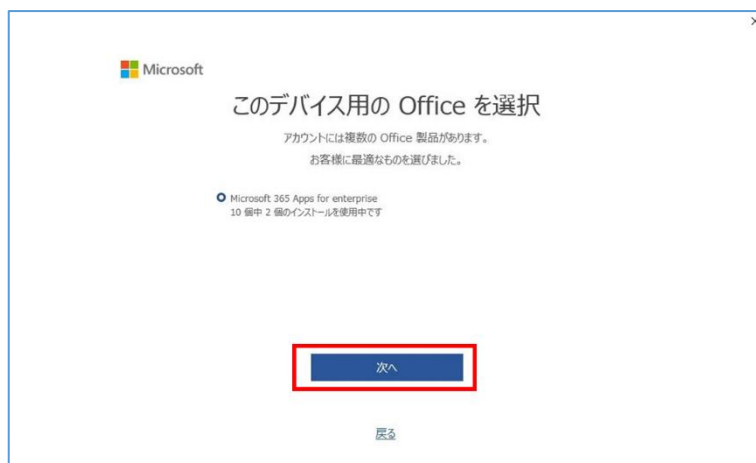 Microsoft
このデバイス用の Office を選択
アカウントには複数の Office 製品があります。
お客様に最適なものを選びました。
Microsoft 365 Apps for enterprise
10 個中 2 個のインストールを使用中です
次へ
戻る